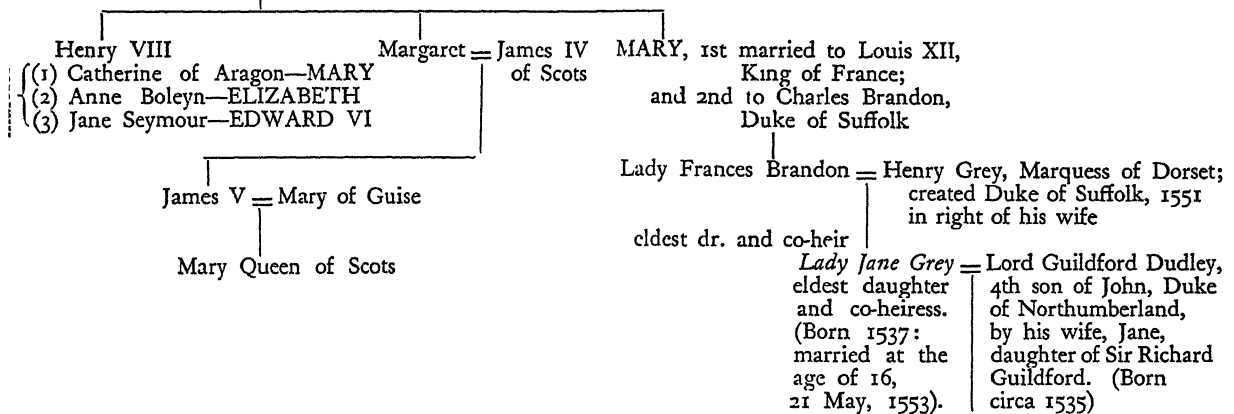 Henry VIII
(1) Catherine of Aragon—MARY
(2) Anne Boleyn—ELIZABETH
(3) Jane Seymour—EDWARD VI
Margaret = James IV
of Scots
MARY, 1st married to Louis XII,
King of France;
and 2nd to Charles Brandon,
Duke of Suffolk
James V = Mary of Guise
Mary Queen of Scots
Lady Frances Brandon = Henry Grey, Marquess of Dorset;
created Duke of Suffolk, 1551
in right of his wife
eldest dr. and co-heir
Lady Jane Grey =
eldest daughter
and co-heiress.
(Born 1537:
married at the
age of 16,
21 May, 1553).
Lord Guildford Dudley,
4th son of John, Duke
of Northumberland,
by his wife, Jane,
daughter of Sir Richard
Guildford. (Born
circa 1535)